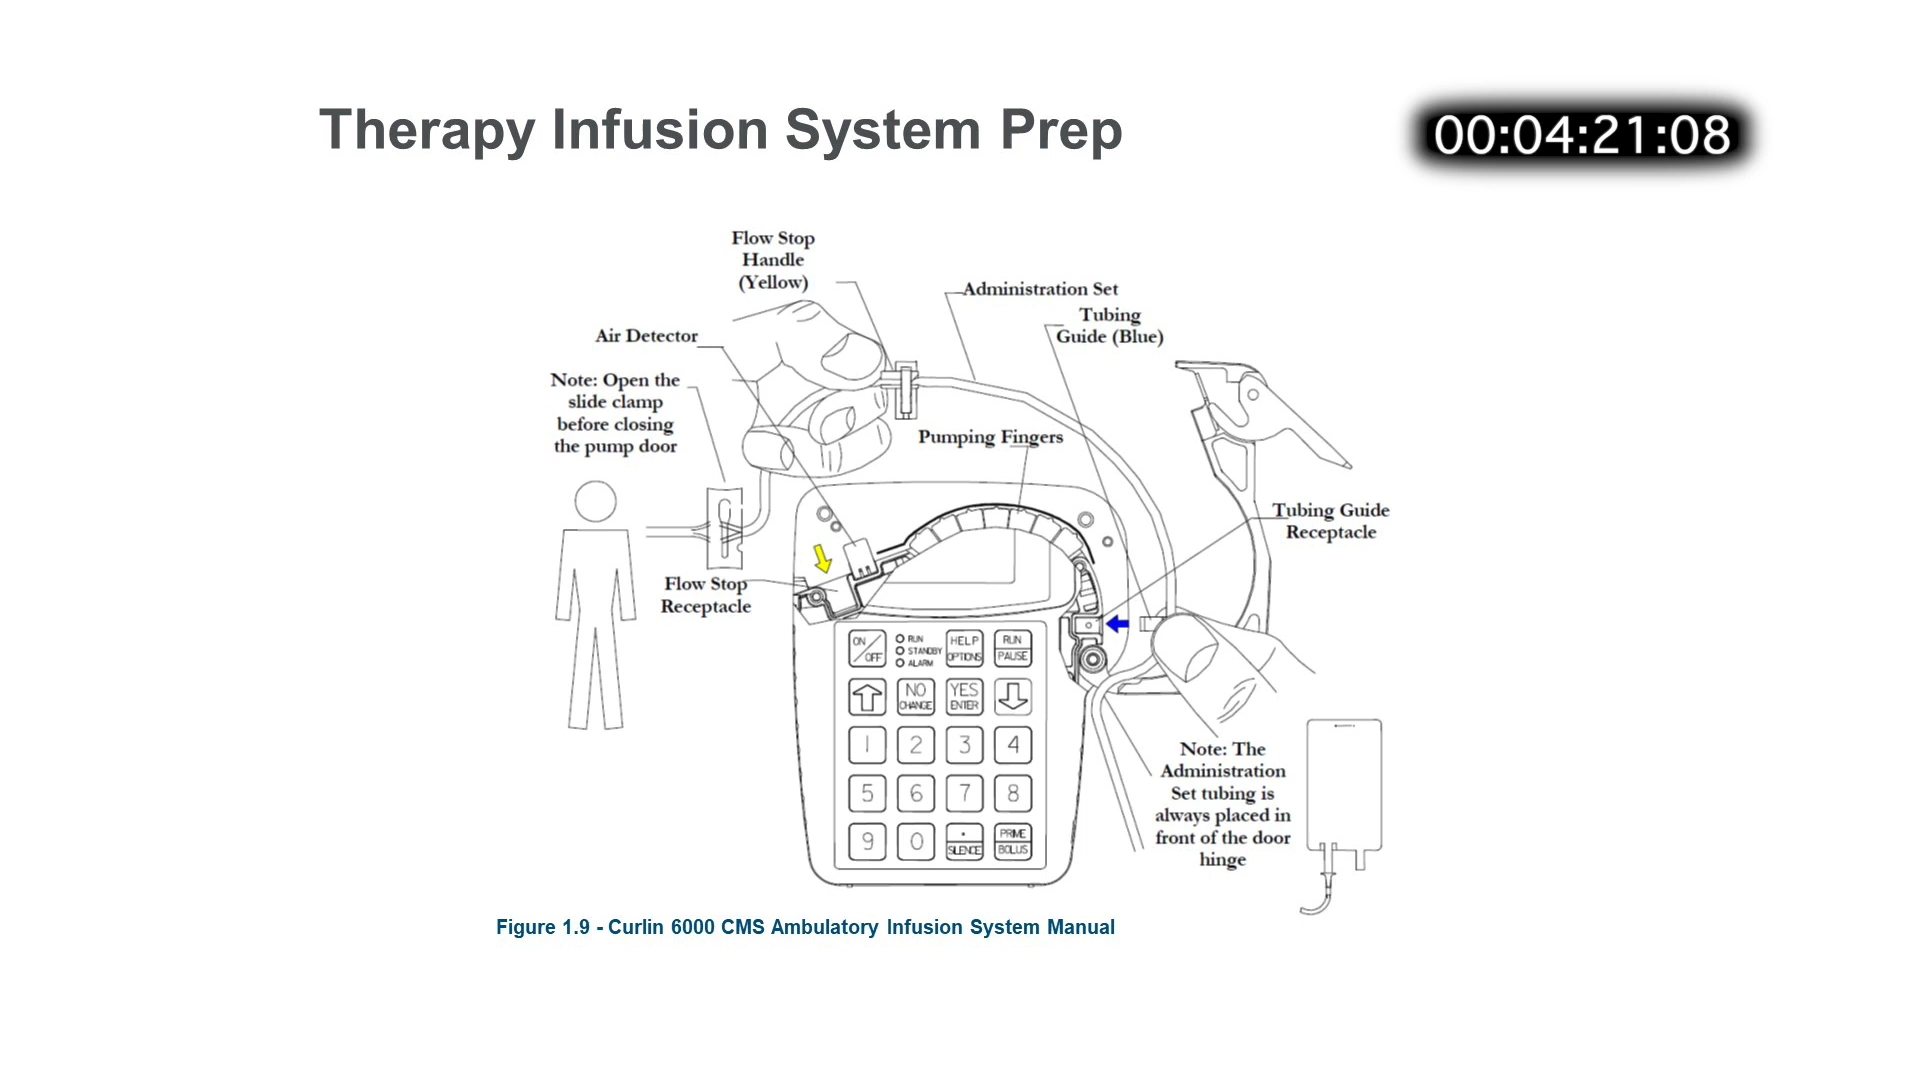 Therapy Infusion System Prep
00:04:21:08
Flow Stop
Handle
(Yellow)
Administration Set
Tubing
Guide (Blue)
Air Detector
Note: Open the
slide clamp
before closing
the pump door
Pumping Fingers
Tubing Guide
Receptacle
Flow Stop
Receptacle
ON
OFF
RUN
STANDBY
ALARM
HELP
OPTIONS
RUN
PAUSE
NO
CHANGE
YES
ENTER
1
2
3
4
5
6
7
8
9
0
.
SILENCE
PRIME
BOLUS
Note: The
Administration
Set tubing is
always placed in
front of the door
hinge
Figure 1.9 - Curlin 6000 CMS Ambulatory Infusion System Manual